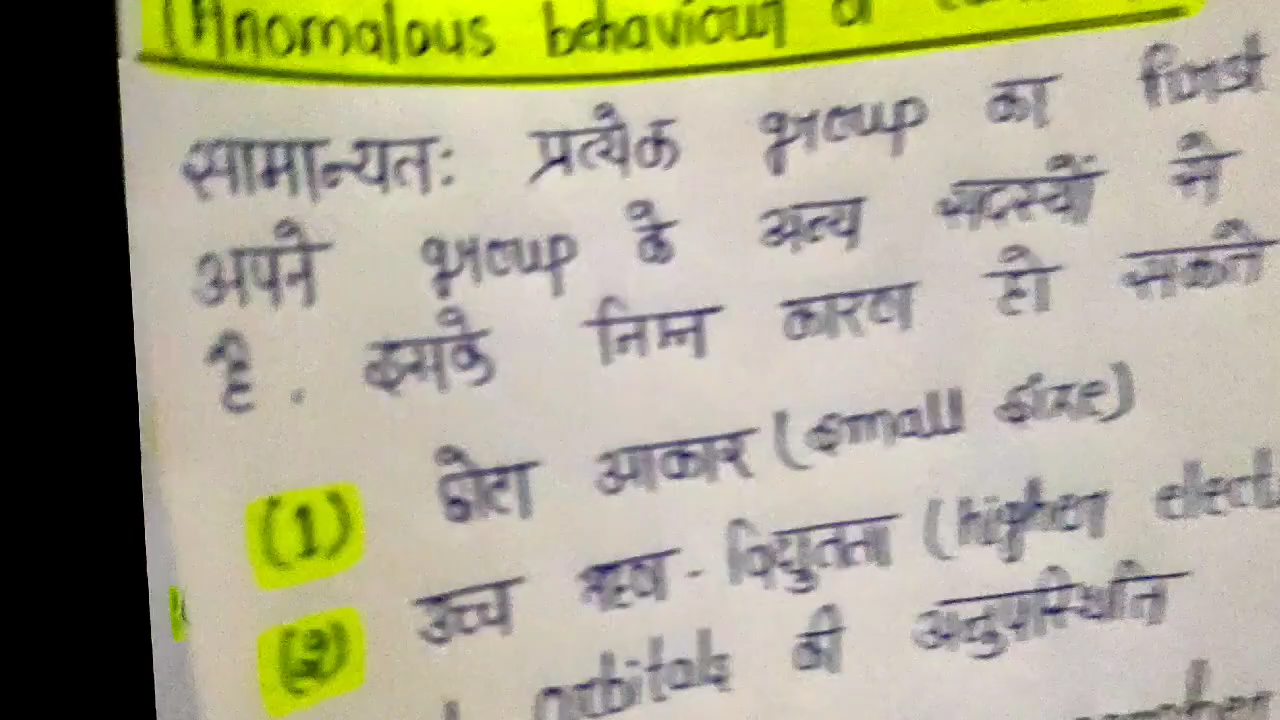 (Anomalous behaviour
सामान्यतः प्रत्येक group का first
अपने group के अन्य सदस्यों से
है. इसके निम्न कारण हो सकते
(1) छोटा आकार (small size)
(2) उच्च ऋण-विद्युतता (higher elect
orbitals की अनुपस्थिति